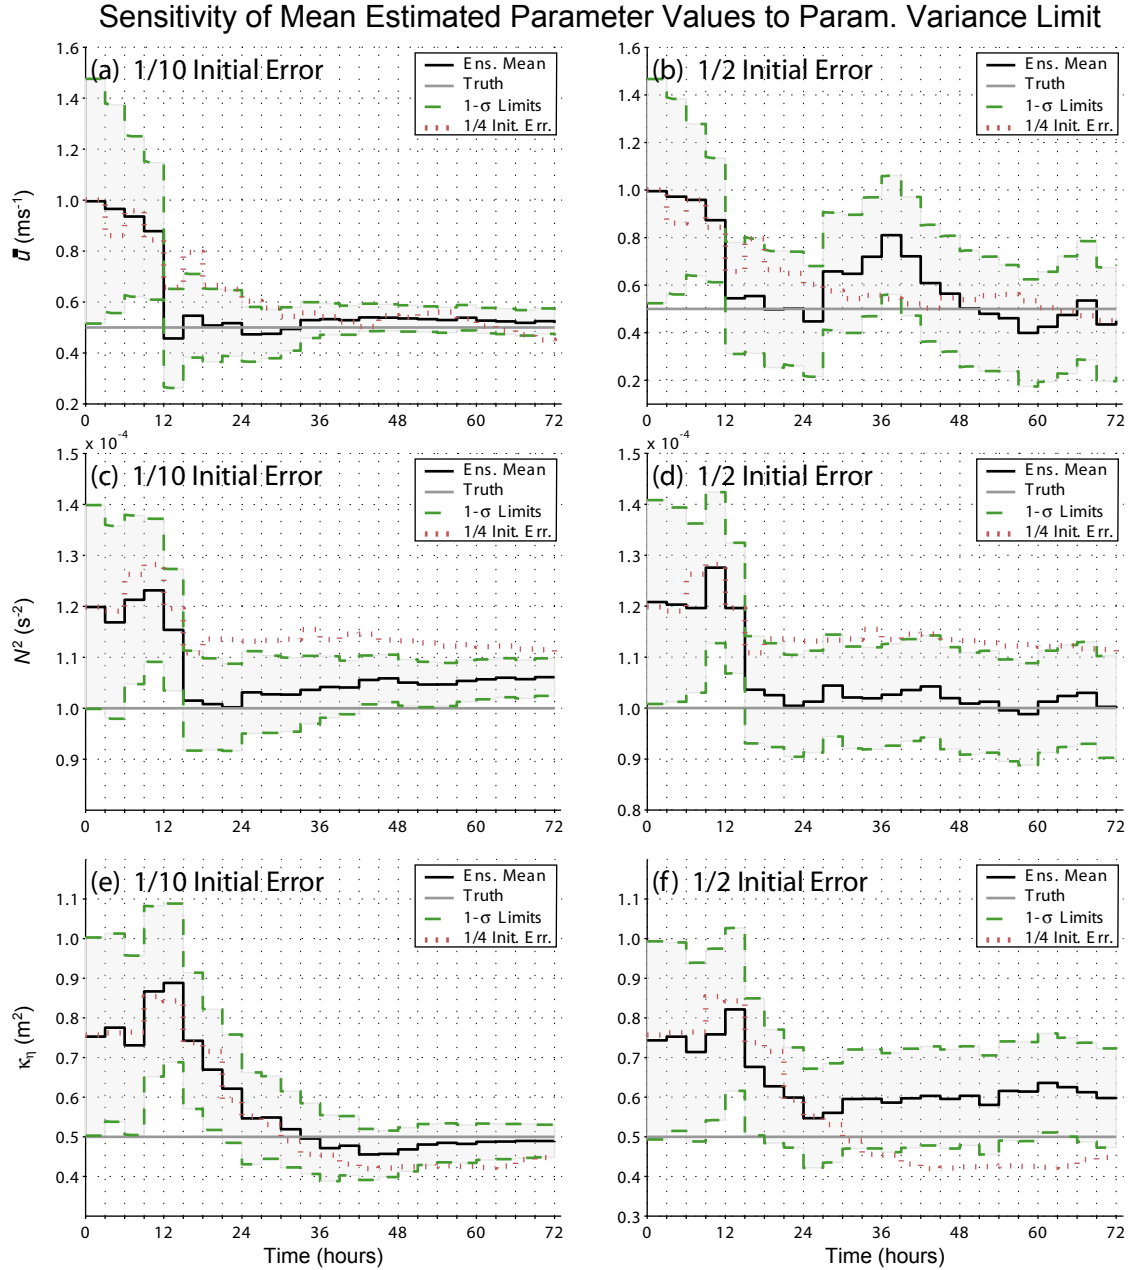 Sensitivity of Mean Estimated Parameter Values to Param. Variance Limit
(a) 1/10 Initial Error
Ens. Mean
Truth
1-σ Limits
1/4 Init. Err.
1.6
1.4
1.2
1.0
0.8
0.6
0.4
0.2
ū (ms⁻¹)
0 12 24 36 48 60 72
(b) 1/2 Initial Error
Ens. Mean
Truth
1-σ Limits
1/4 Init. Err.
1.6
1.4
1.2
1.0
0.8
0.6
0.4
0.2
0 12 24 36 48 60 72
x 10⁻⁴
(c) 1/10 Initial Error
Ens. Mean
Truth
1-σ Limits
1/4 Init. Err.
1.5
1.4
1.3
1.2
1.1
1.0
0.9
N² (s⁻²)
0 12 24 36 48 60 72
x 10⁻⁴
(d) 1/2 Initial Error
Ens. Mean
Truth
1-σ Limits
1/4 Init. Err.
1.5
1.4
1.3
1.2
1.1
1.0
0.9
0.8
0 12 24 36 48 60 72
(e) 1/10 Initial Error
Ens. Mean
Truth
1-σ Limits
1/4 Init. Err.
1.1
1.0
0.9
0.8
0.7
0.6
0.5
0.4
κη (m²)
0 12 24 36 48 60 72
Time (hours)
(f) 1/2 Initial Error
Ens. Mean
Truth
1-σ Limits
1/4 Init. Err.
1.1
1.0
0.9
0.8
0.7
0.6
0.5
0.4
0.3
0 12 24 36 48 60 72
Time (hours)